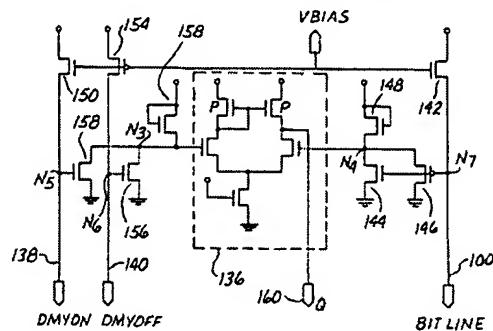 154
VBIAS
158
150
142
P
P
148
158
N3
N4
N7
N5
N6
156
144
146
138
140
136
160
Q
100
DMYON
DMYOFF
BIT LINE